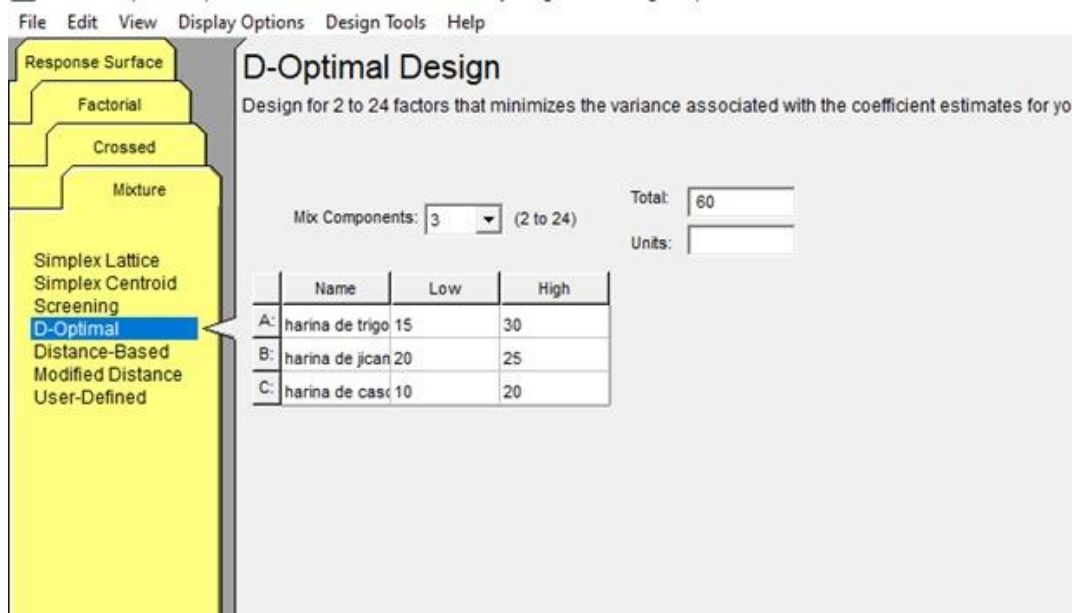 File Edit View Display Options Design Tools Help
Response Surface
Factorial
Crossed
Mixture
Simplex Lattice
Simplex Centroid
Screening
D-Optimal
Distance-Based
Modified Distance
User-Defined
D-Optimal Design
Design for 2 to 24 factors that minimizes the variance associated with the coefficient estimates for yo
Mix Components: 3 (2 to 24)
Total: 60
Units:
Name Low High
A: harina de trigo 15 30
B: harina de jican 20 25
C: harina de casc 10 20